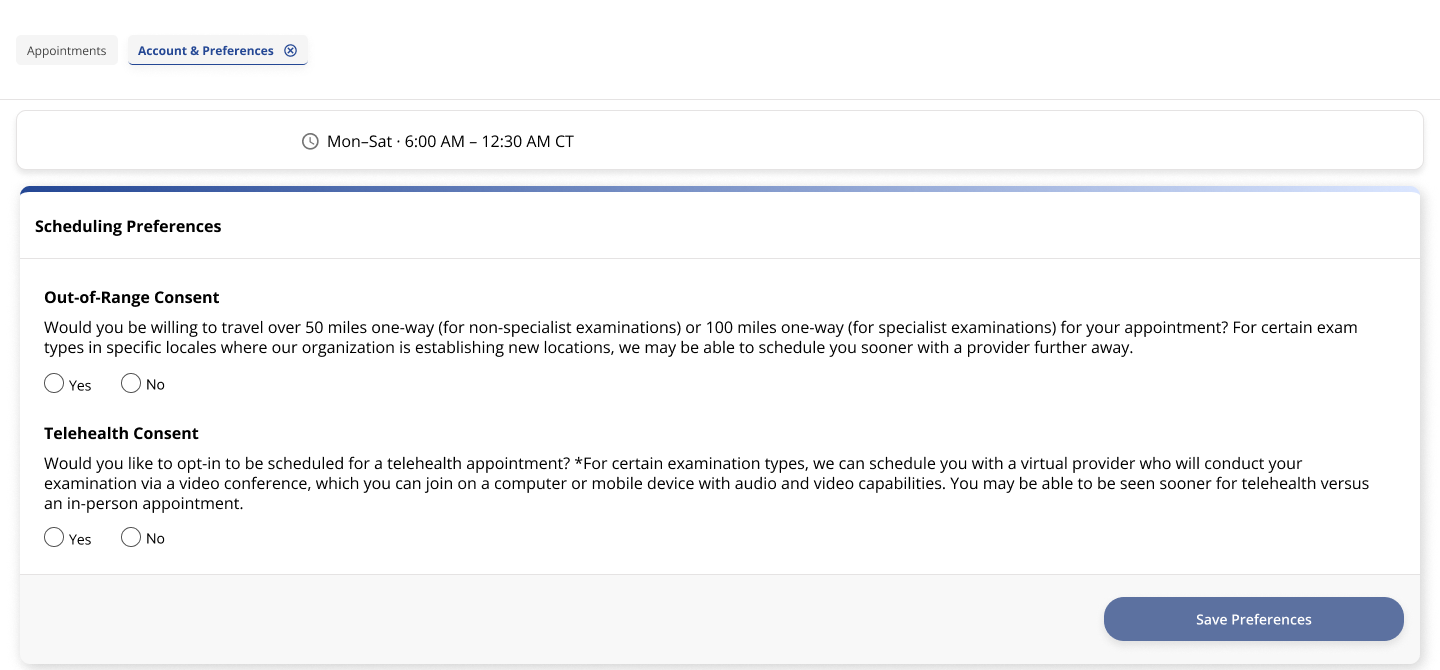 Appointments
Account & Preferences
Mon–Sat · 6:00 AM – 12:30 AM CT
Scheduling Preferences
Out-of-Range Consent
Would you be willing to travel over 50 miles one-way (for non-specialist examinations) or 100 miles one-way (for specialist examinations) for your appointment? For certain exam
types in specific locales where our organization is establishing new locations, we may be able to schedule you sooner with a provider further away.
Yes No
Telehealth Consent
Would you like to opt-in to be scheduled for a telehealth appointment? *For certain examination types, we can schedule you with a virtual provider who will conduct your
examination via a video conference, which you can join on a computer or mobile device with audio and video capabilities. You may be able to be seen sooner for telehealth versus
an in-person appointment.
Yes No
Save Preferences